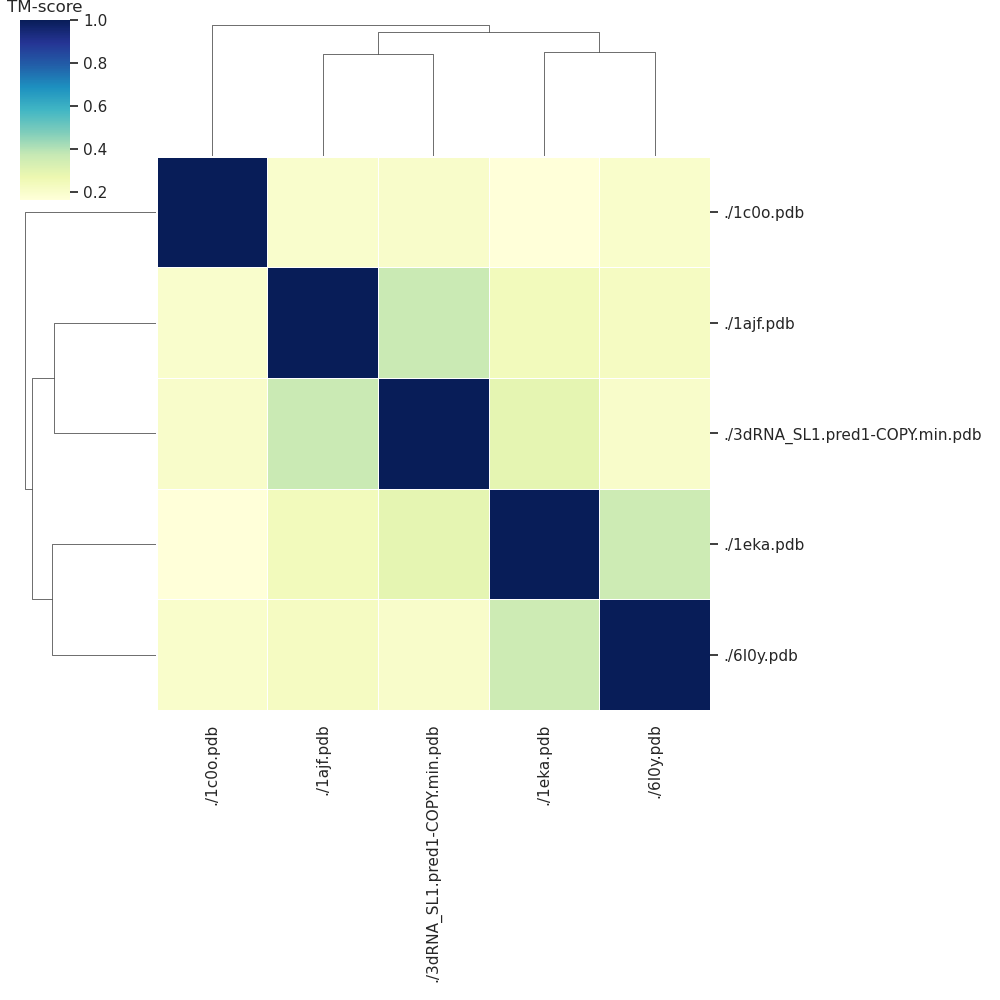 TM-score
1.0
0.8
0.6
0.4
0.2
./1c0o.pdb
./1ajf.pdb
./3dRNA_SL1.pred1-COPY.min.pdb
./1eka.pdb
./6l0y.pdb
./1c0o.pdb
./1ajf.pdb
./3dRNA_SL1.pred1-COPY.min.pdb
./1eka.pdb
./6l0y.pdb